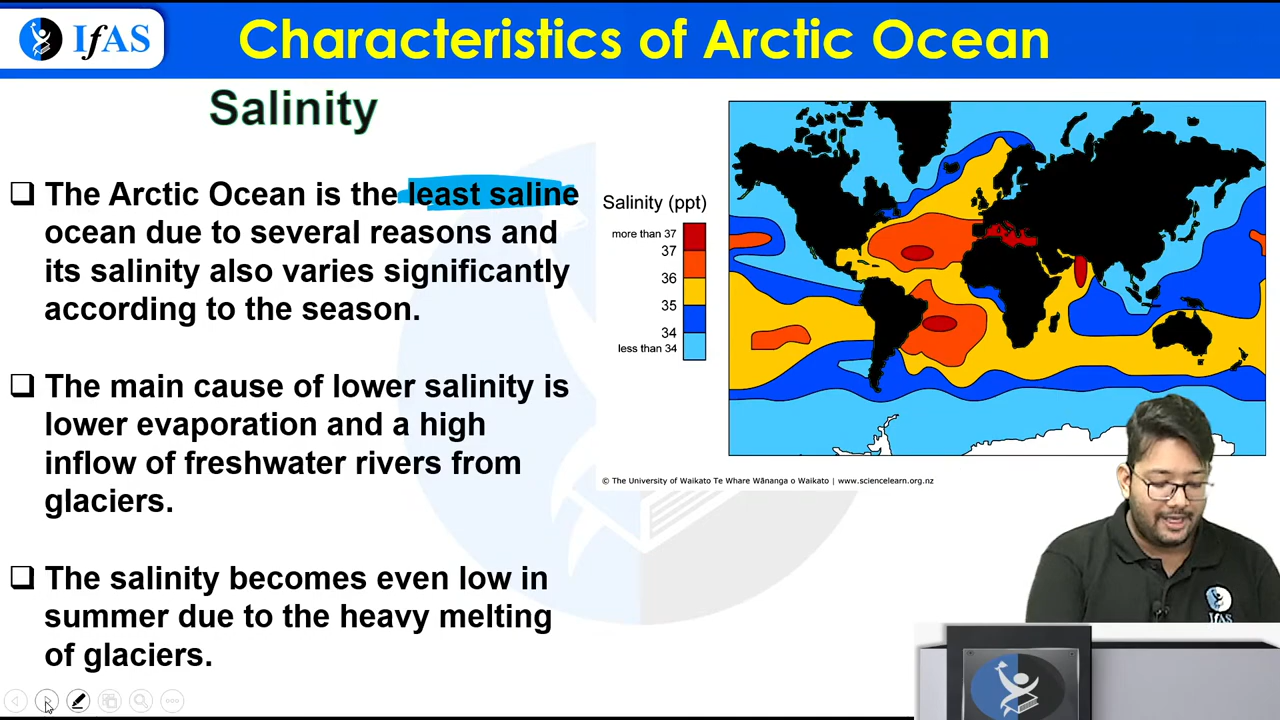 IfAS
Characteristics of Arctic Ocean
Salinity
The Arctic Ocean is the least saline
ocean due to several reasons and
its salinity also varies significantly
according to the season.
The main cause of lower salinity is
lower evaporation and a high
inflow of freshwater rivers from
glaciers.
The salinity becomes even low in
summer due to the heavy melting
of glaciers.
Salinity (ppt)
more than 37
37
36
35
34
less than 34
© The University of Waikato Te Whare Wānanga o Waikato | www.sciencelearn.org.nz
IfAS